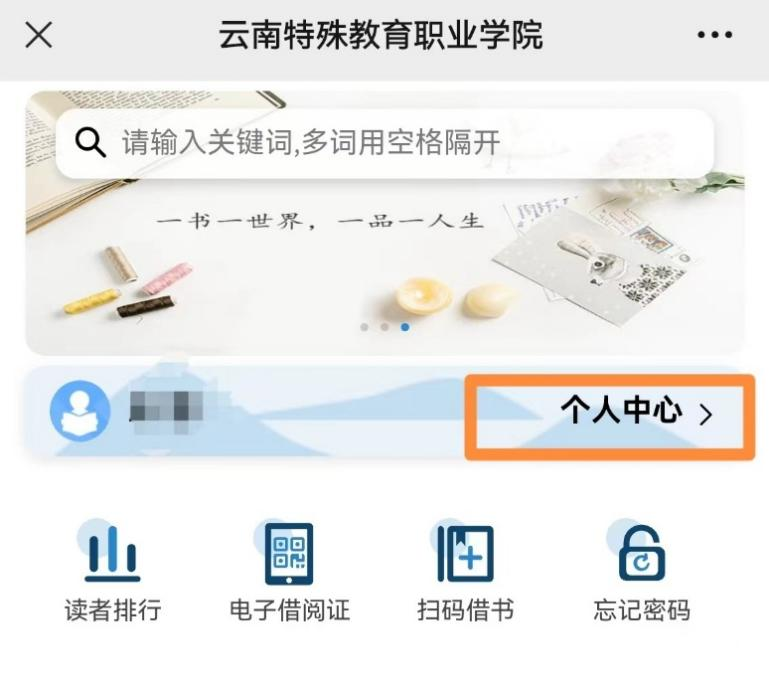 云南特殊教育职业学院
请输入关键词,多词用空格隔开
一书一世界，一品一人生
个人中心
读者排行
电子借阅证
扫码借书
忘记密码